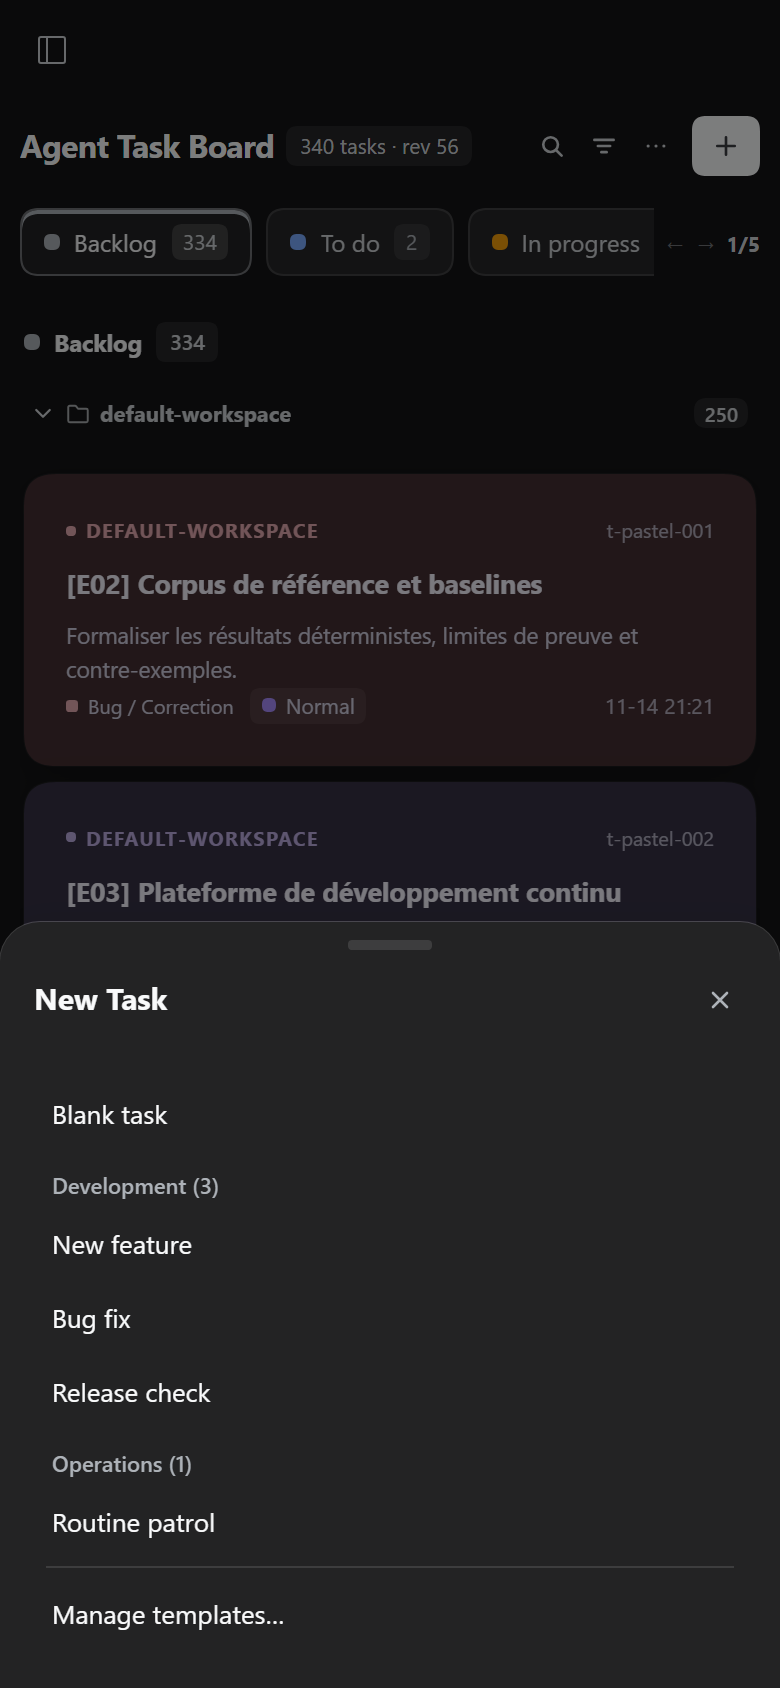 Agent Task Board
340 tasks · rev 56
Backlog 334
To do 2
In progress
← → 1/5
Backlog 334
default-workspace 250
DEFAULT-WORKSPACE t-pastel-001
[E02] Corpus de référence et baselines
Formaliser les résultats déterministes, limites de preuve et
contre-exemples.
Bug / Correction Normal 11-14 21:21
DEFAULT-WORKSPACE t-pastel-002
[E03] Plateforme de développement continu
New Task
Blank task
Development (3)
New feature
Bug fix
Release check
Operations (1)
Routine patrol
Manage templates...